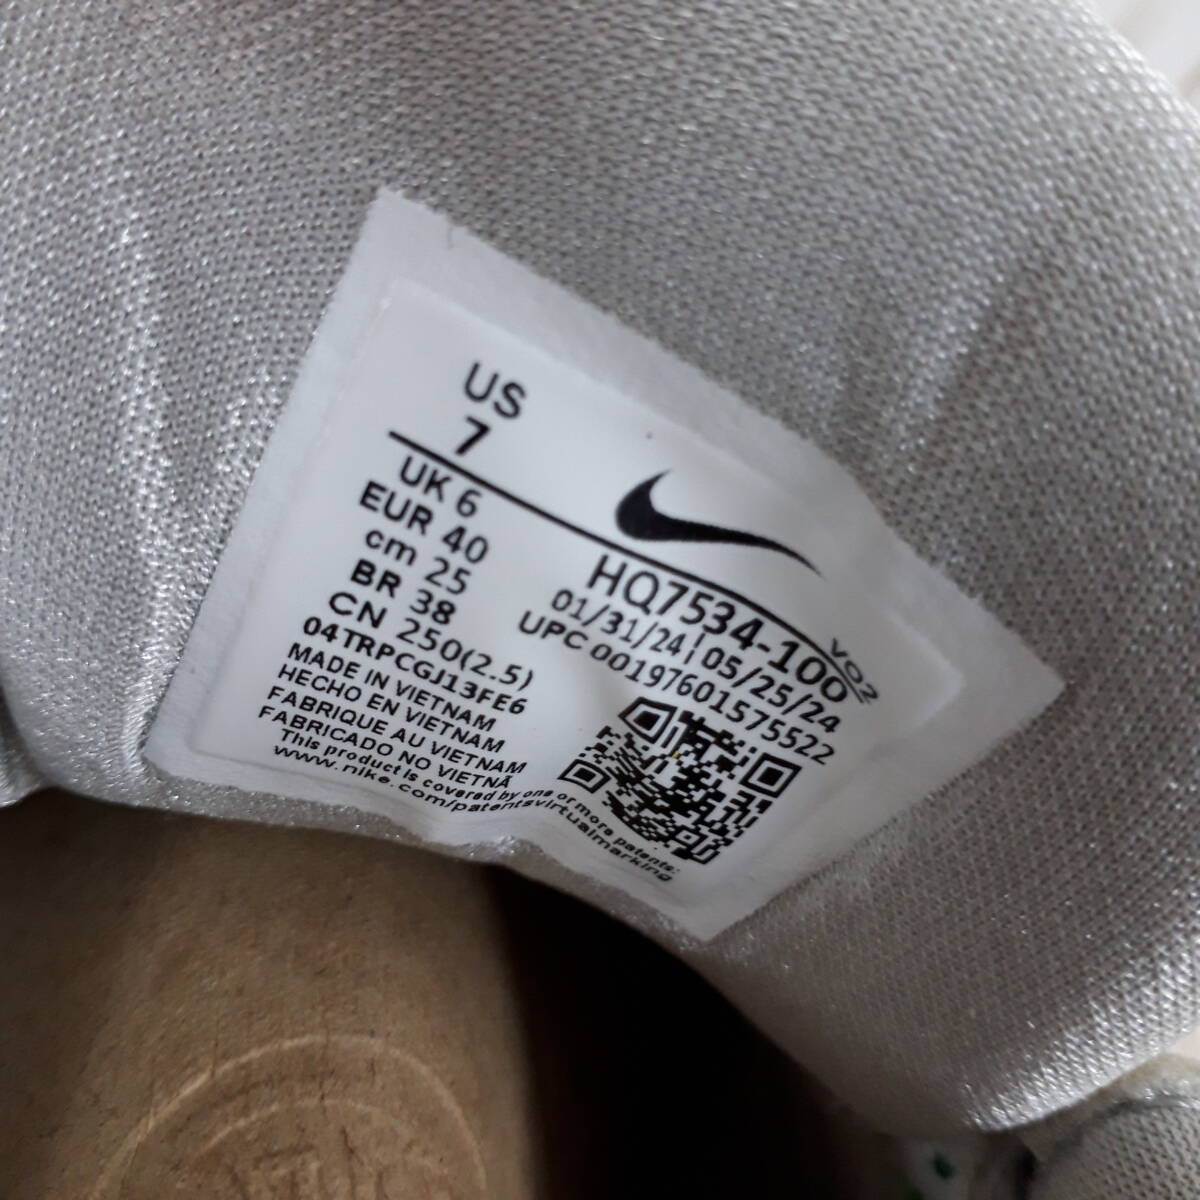 US
7
UK 6
EUR 40
cm 25
BR 38
CN 250(2.5)
04TRPCGJ13FE6
MADE IN VIETNAM
HECHO EN VIETNAM
FABRIQUE AU VIETNAM
FABRICADO NO VIETNÃ
This product is covered by one or more patents:
www.nike.com/patentsvirtualmarking
HQ7534-100 V02
01/31/24 | 05/25/24
UPC 00197601575522